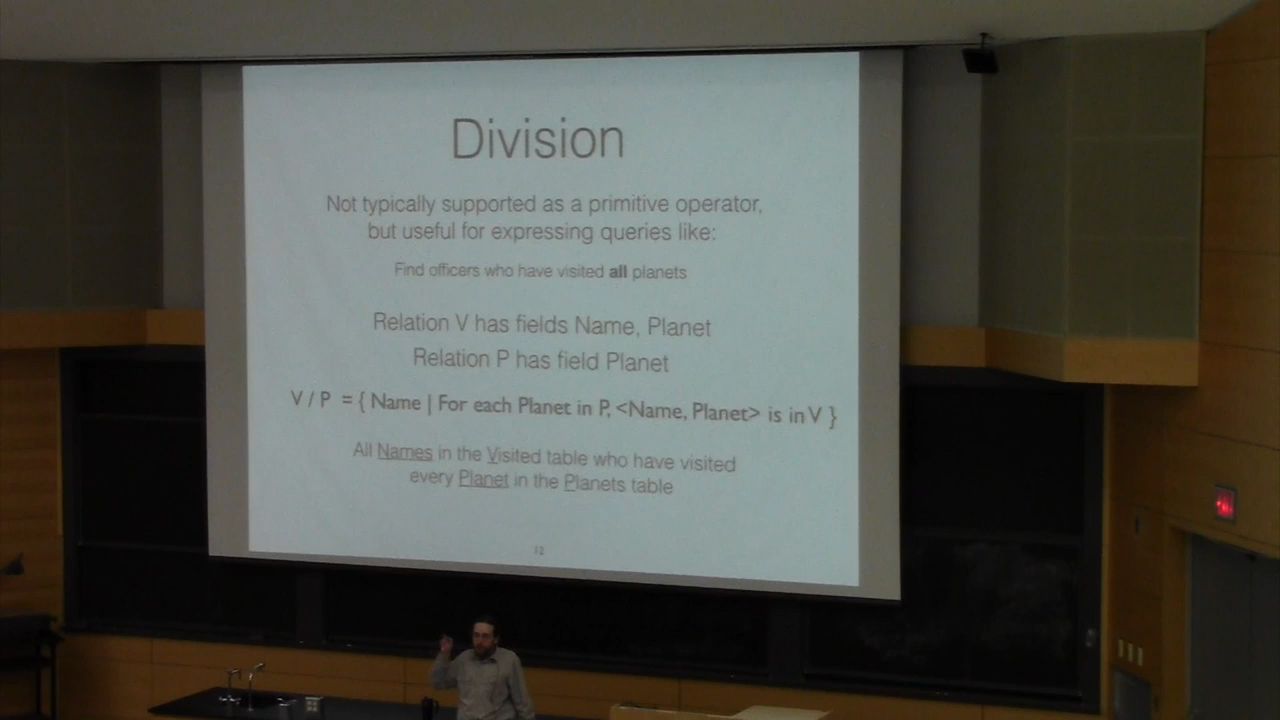 Division
Not typically supported as a primitive operator,
but useful for expressing queries like:
Find officers who have visited all planets
Relation V has fields Name, Planet
Relation P has field Planet
V / P = { Name | For each Planet in P, <Name, Planet> is in V }
All Names in the Visited table who have visited
every Planet in the Planets table
12